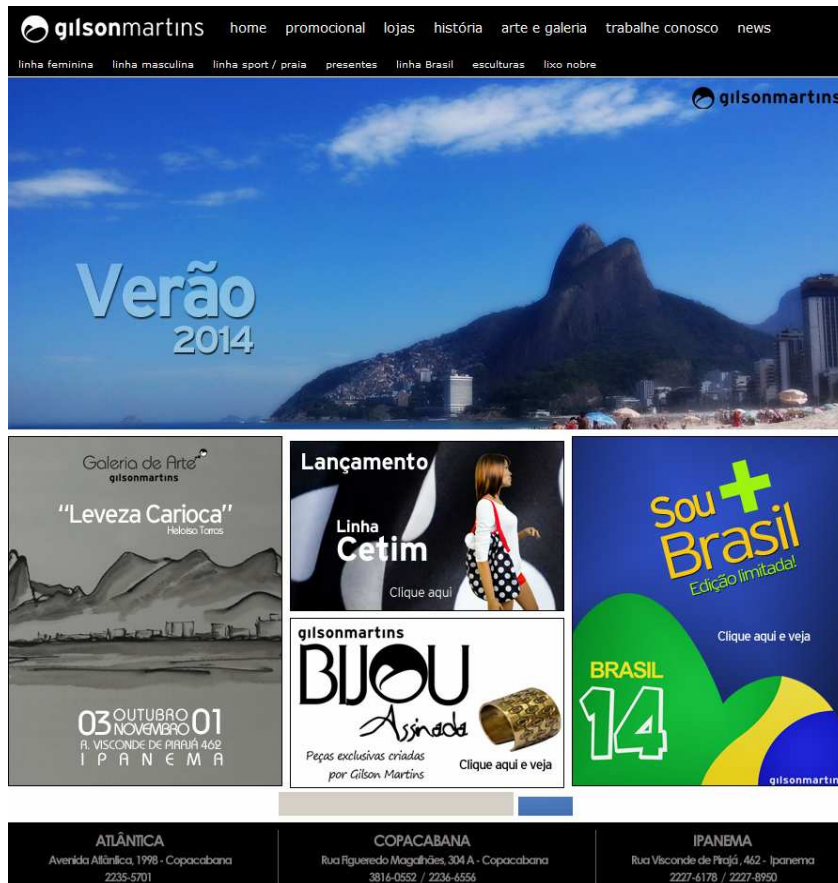 gilsonmartins home promocional lojas história arte e galeria trabalhe conosco news
linha feminina linha masculina linha sport / praia presentes linha Brasil esculturas lixo nobre
gilsonmartins
Verão
2014
Galeria de Arte
gilsonmartins
“Leveza Carioca”
Heloisa Torras
03 OUTUBRO
NOVEMBRO 01
R. VISCONDE DE PIRAJÁ 462
IPANEMA
Lançamento
Linha
Cetim
Clique aqui
gilsonmartins
BIJOU
Assinada
Peças exclusivas criadas
por Gilson Martins
Clique aqui e veja
Sou +
Brasil
Edição limitada!
Clique aqui e veja
BRASIL
14
gilsonmartins
ATLÂNTICA
Avenida Atlântica, 1998 - Copacabana
2235-5701
COPACABANA
Rua Figueredo Magalhães, 304 A - Copacabana
3816-0552 / 2236-6556
IPANEMA
Rua Visconde de Pirajá , 462 - Ipanema
2227-6178 / 2227-8950